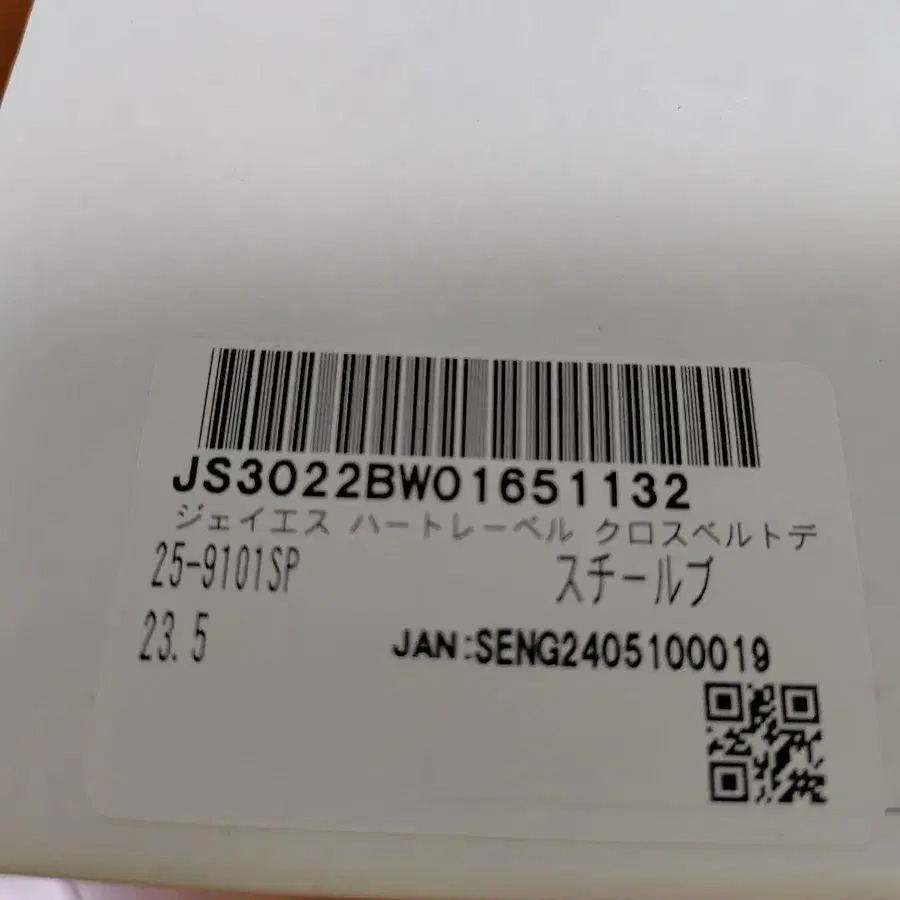 JS3022BW01651132
ジェイエス ハートレーベル クロスベルトデ
25-9101SP スチールブ
23.5 JAN:SENG2405100019